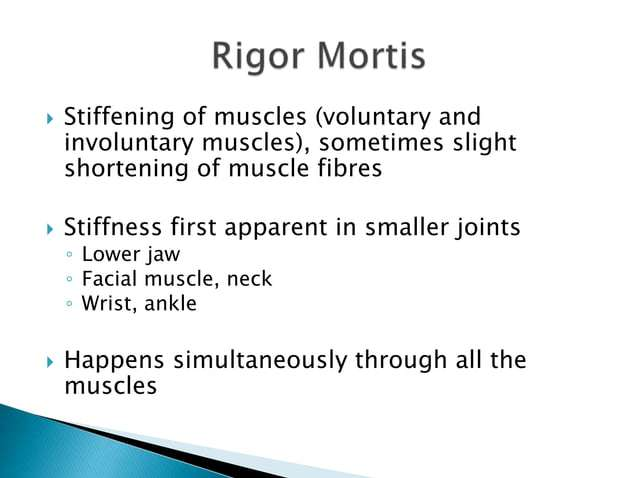 Rigor Mortis
Stiffening of muscles (voluntary and
involuntary muscles), sometimes slight
shortening of muscle fibres
Stiffness first apparent in smaller joints
Lower jaw
Facial muscle, neck
Wrist, ankle
Happens simultaneously through all the
muscles